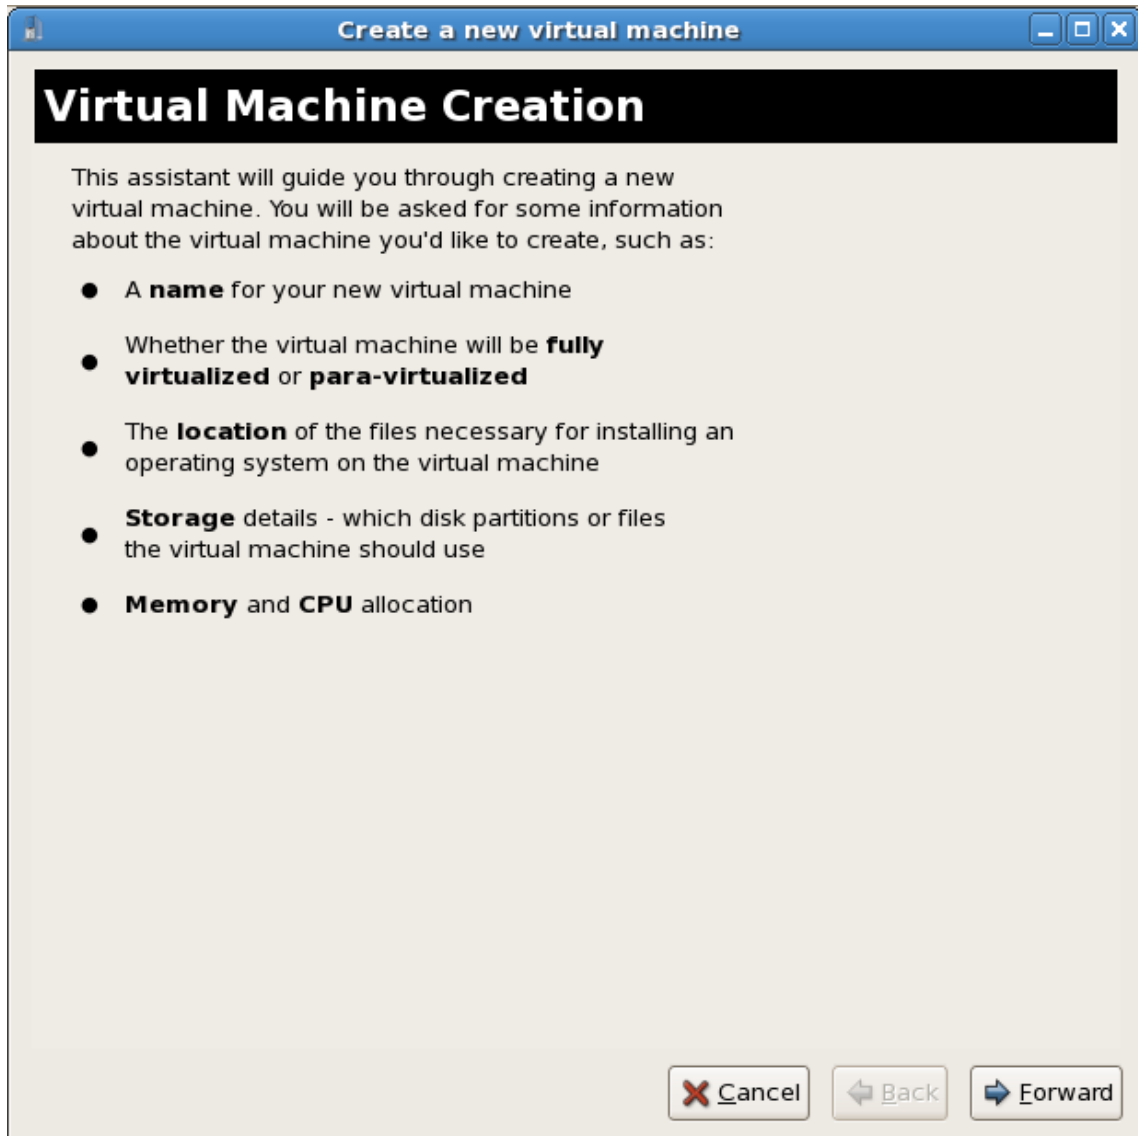 Create a new virtual machine
Virtual Machine Creation
This assistant will guide you through creating a new
virtual machine. You will be asked for some information
about the virtual machine you'd like to create, such as:
● A name for your new virtual machine
● Whether the virtual machine will be fully
virtualized or para-virtualized
● The location of the files necessary for installing an
operating system on the virtual machine
● Storage details - which disk partitions or files
the virtual machine should use
● Memory and CPU allocation
Cancel Back Forward